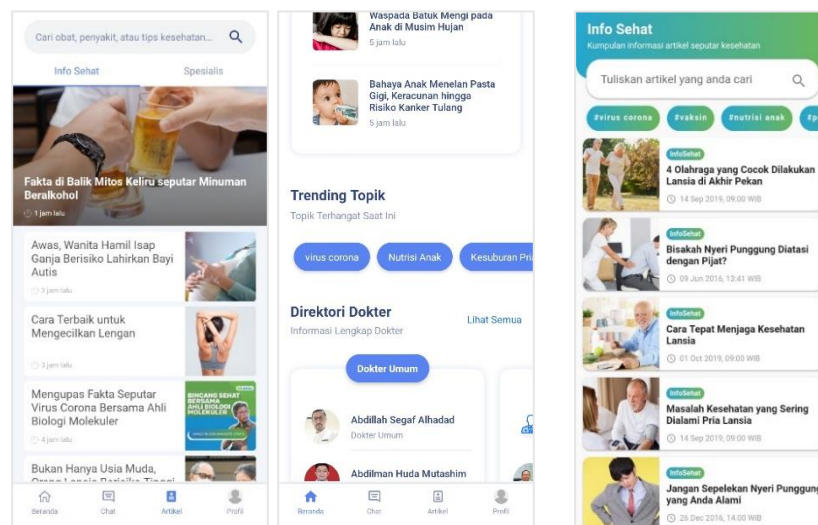 Cari obat, penyakit, atau tips kesehatan...
Info Sehat
Spesialis
Fakta di Balik Mitos Keliru seputar Minuman
Beralkohol
1 jam lalu
Awas, Wanita Hamil Isap
Ganja Berisiko Lahirkan Bayi
Autis
3 jam lalu
Cara Terbaik untuk
Mengecilkan Lengan
3 jam lalu
Mengupas Fakta Seputar
Virus Corona Bersama Ahli
Biologi Molekuler
4 jam lalu
BINCANG SEHAT
BERSAMA
AHLI BIOLOGI
MOLEKULER
Bukan Hanya Usia Muda,
Beranda
Chat
Artikel
Profil
Waspada Batuk Mengi pada
Anak di Musim Hujan
5 jam lalu
Bahaya Anak Menelan Pasta
Gigi, Keracunan hingga
Risiko Kanker Tulang
5 jam lalu
Trending Topik
Topik Terhangat Saat Ini
virus corona
Nutrisi Anak
Kesuburan Pri
Direktori Dokter
Informasi Lengkap Dokter
Lihat Semua
Dokter Umum
Abdillah Segaf Alhadad
Dokter Umum
Abdilman Huda Mutashim
Beranda
Chat
Artikel
Profil
Info Sehat
Kumpulan informasi artikel seputar kesehatan
Tuliskan artikel yang anda cari
#virus corona
#vaksin
#nutrisi anak
#p
InfoSehat
4 Olahraga yang Cocok Dilakukan
Lansia di Akhir Pekan
14 Sep 2019, 09.00 WIB
InfoSehat
Bisakah Nyeri Punggung Diatasi
dengan Pijat?
09 Jun 2016, 13:41 WIB
InfoSehat
Cara Tepat Menjaga Kesehatan
Lansia
01 Oct 2019, 09.00 WIB
InfoSehat
Masalah Kesehatan yang Sering
Dialami Pria Lansia
14 Sep 2019, 09.00 WIB
InfoSehat
Jangan Sepelekan Nyeri Punggung
yang Anda Alami
26 Dec 2016, 14.00 WIB